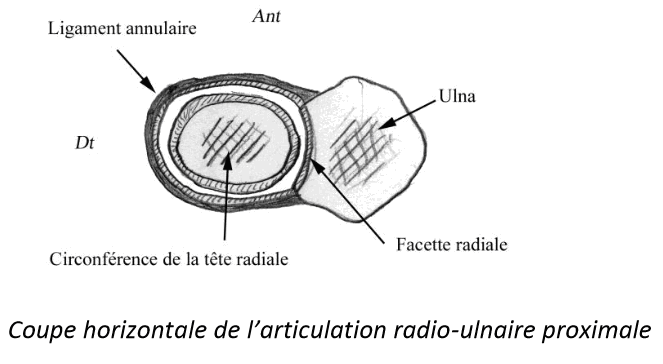 Ant
Ligament annulaire
Ulna
Dt
Facette radiale
Circonférence de la tête radiale
Coupe horizontale de l’articulation radio-ulnaire proximale